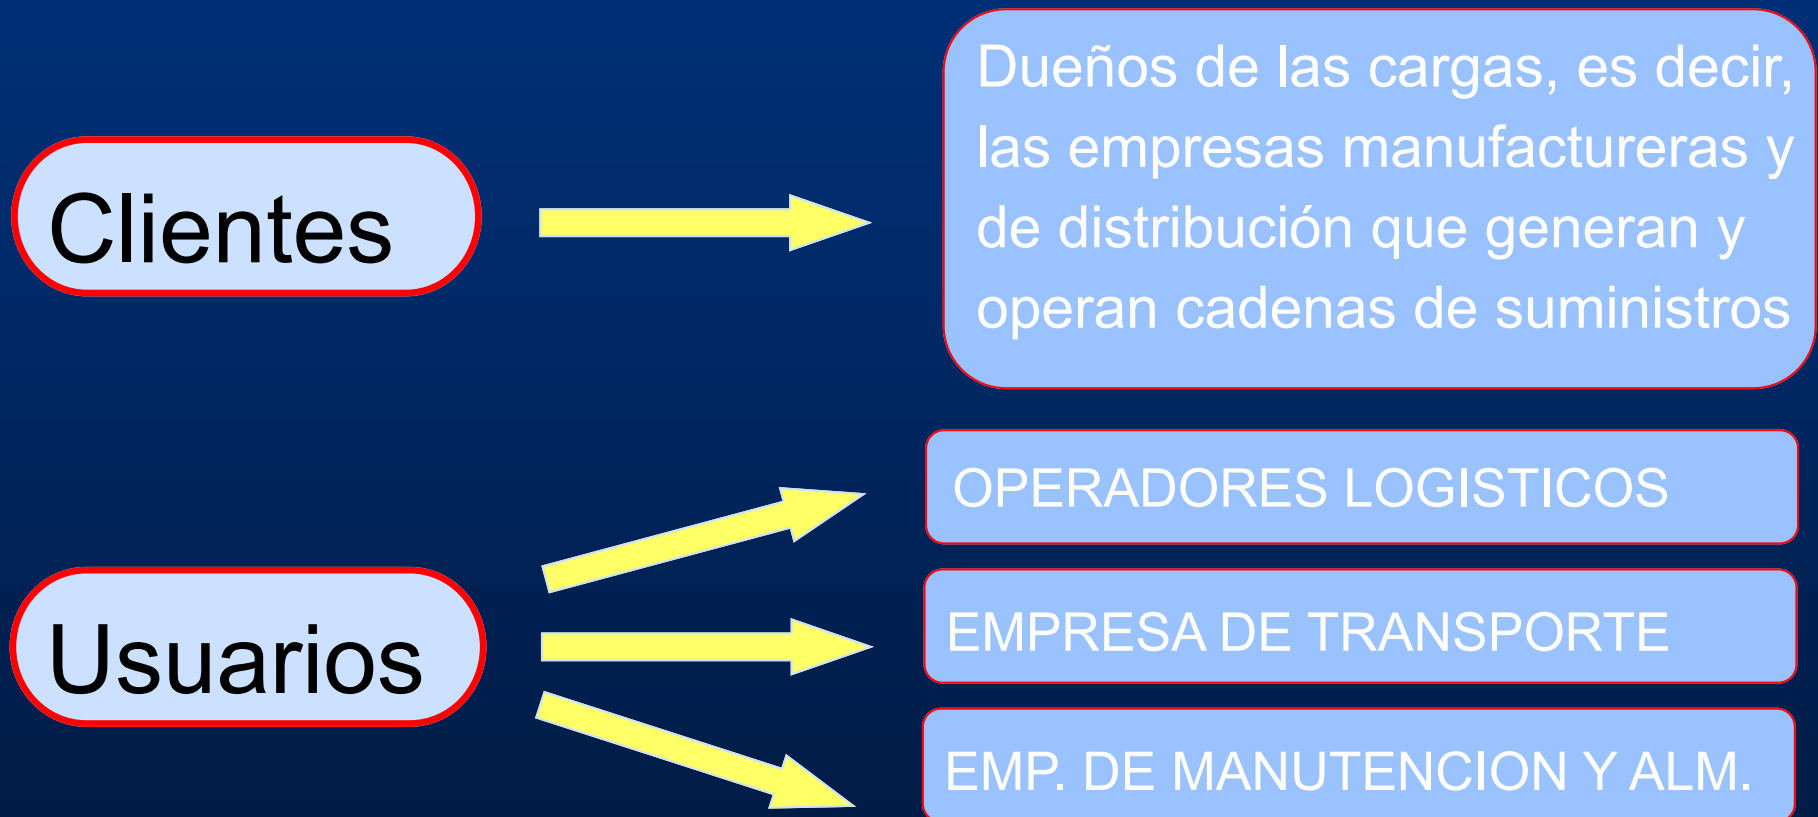 Clientes
Dueños de las cargas, es decir,
las empresas manufactureras y
de distribución que generan y
operan cadenas de suministros
Usuarios
OPERADORES LOGISTICOS
EMPRESA DE TRANSPORTE
EMP. DE MANUTENCION Y ALM.